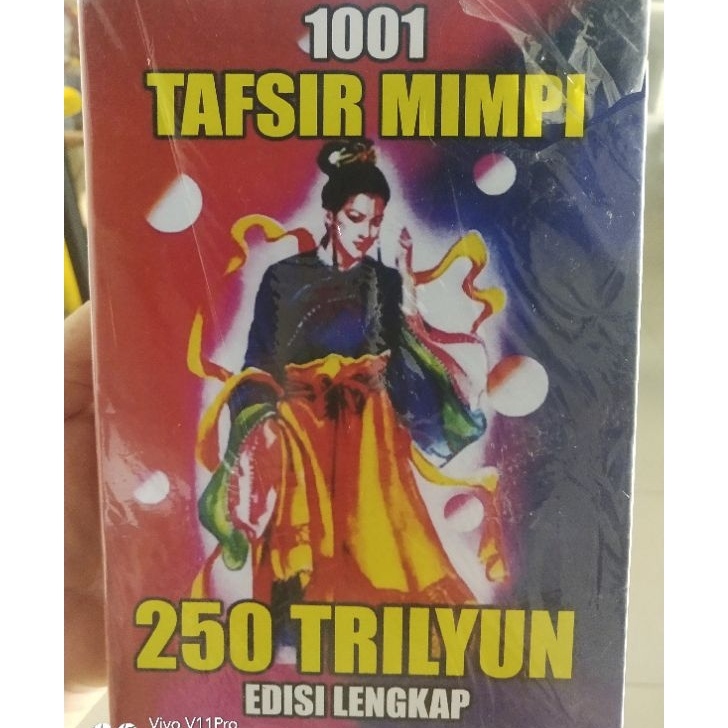 1001
TAFSIR MIMPI
250 TRILYUN
EDISI LENGKAP
Vivo V11Pro